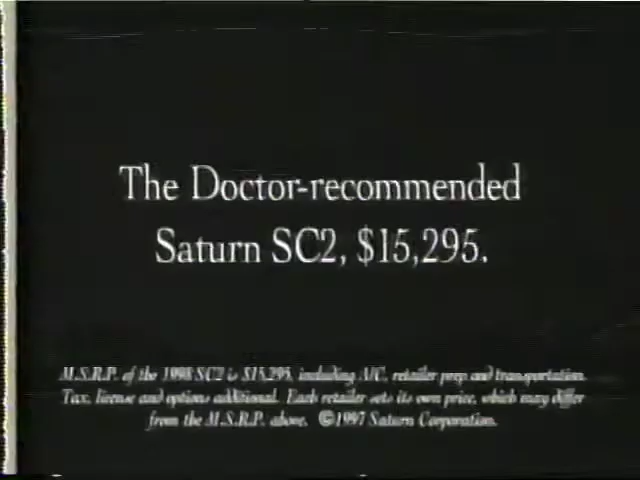 The Doctor-recommended
Saturn SC2, $15,295.
M.S.R.P. of the 1998 SC2 is $15,295, including A/C, retailer prep and transportation.
Tax, license and options additional. Each retailer sets its own price, which may differ
from the M.S.R.P. above. ©1997 Saturn Corporation.